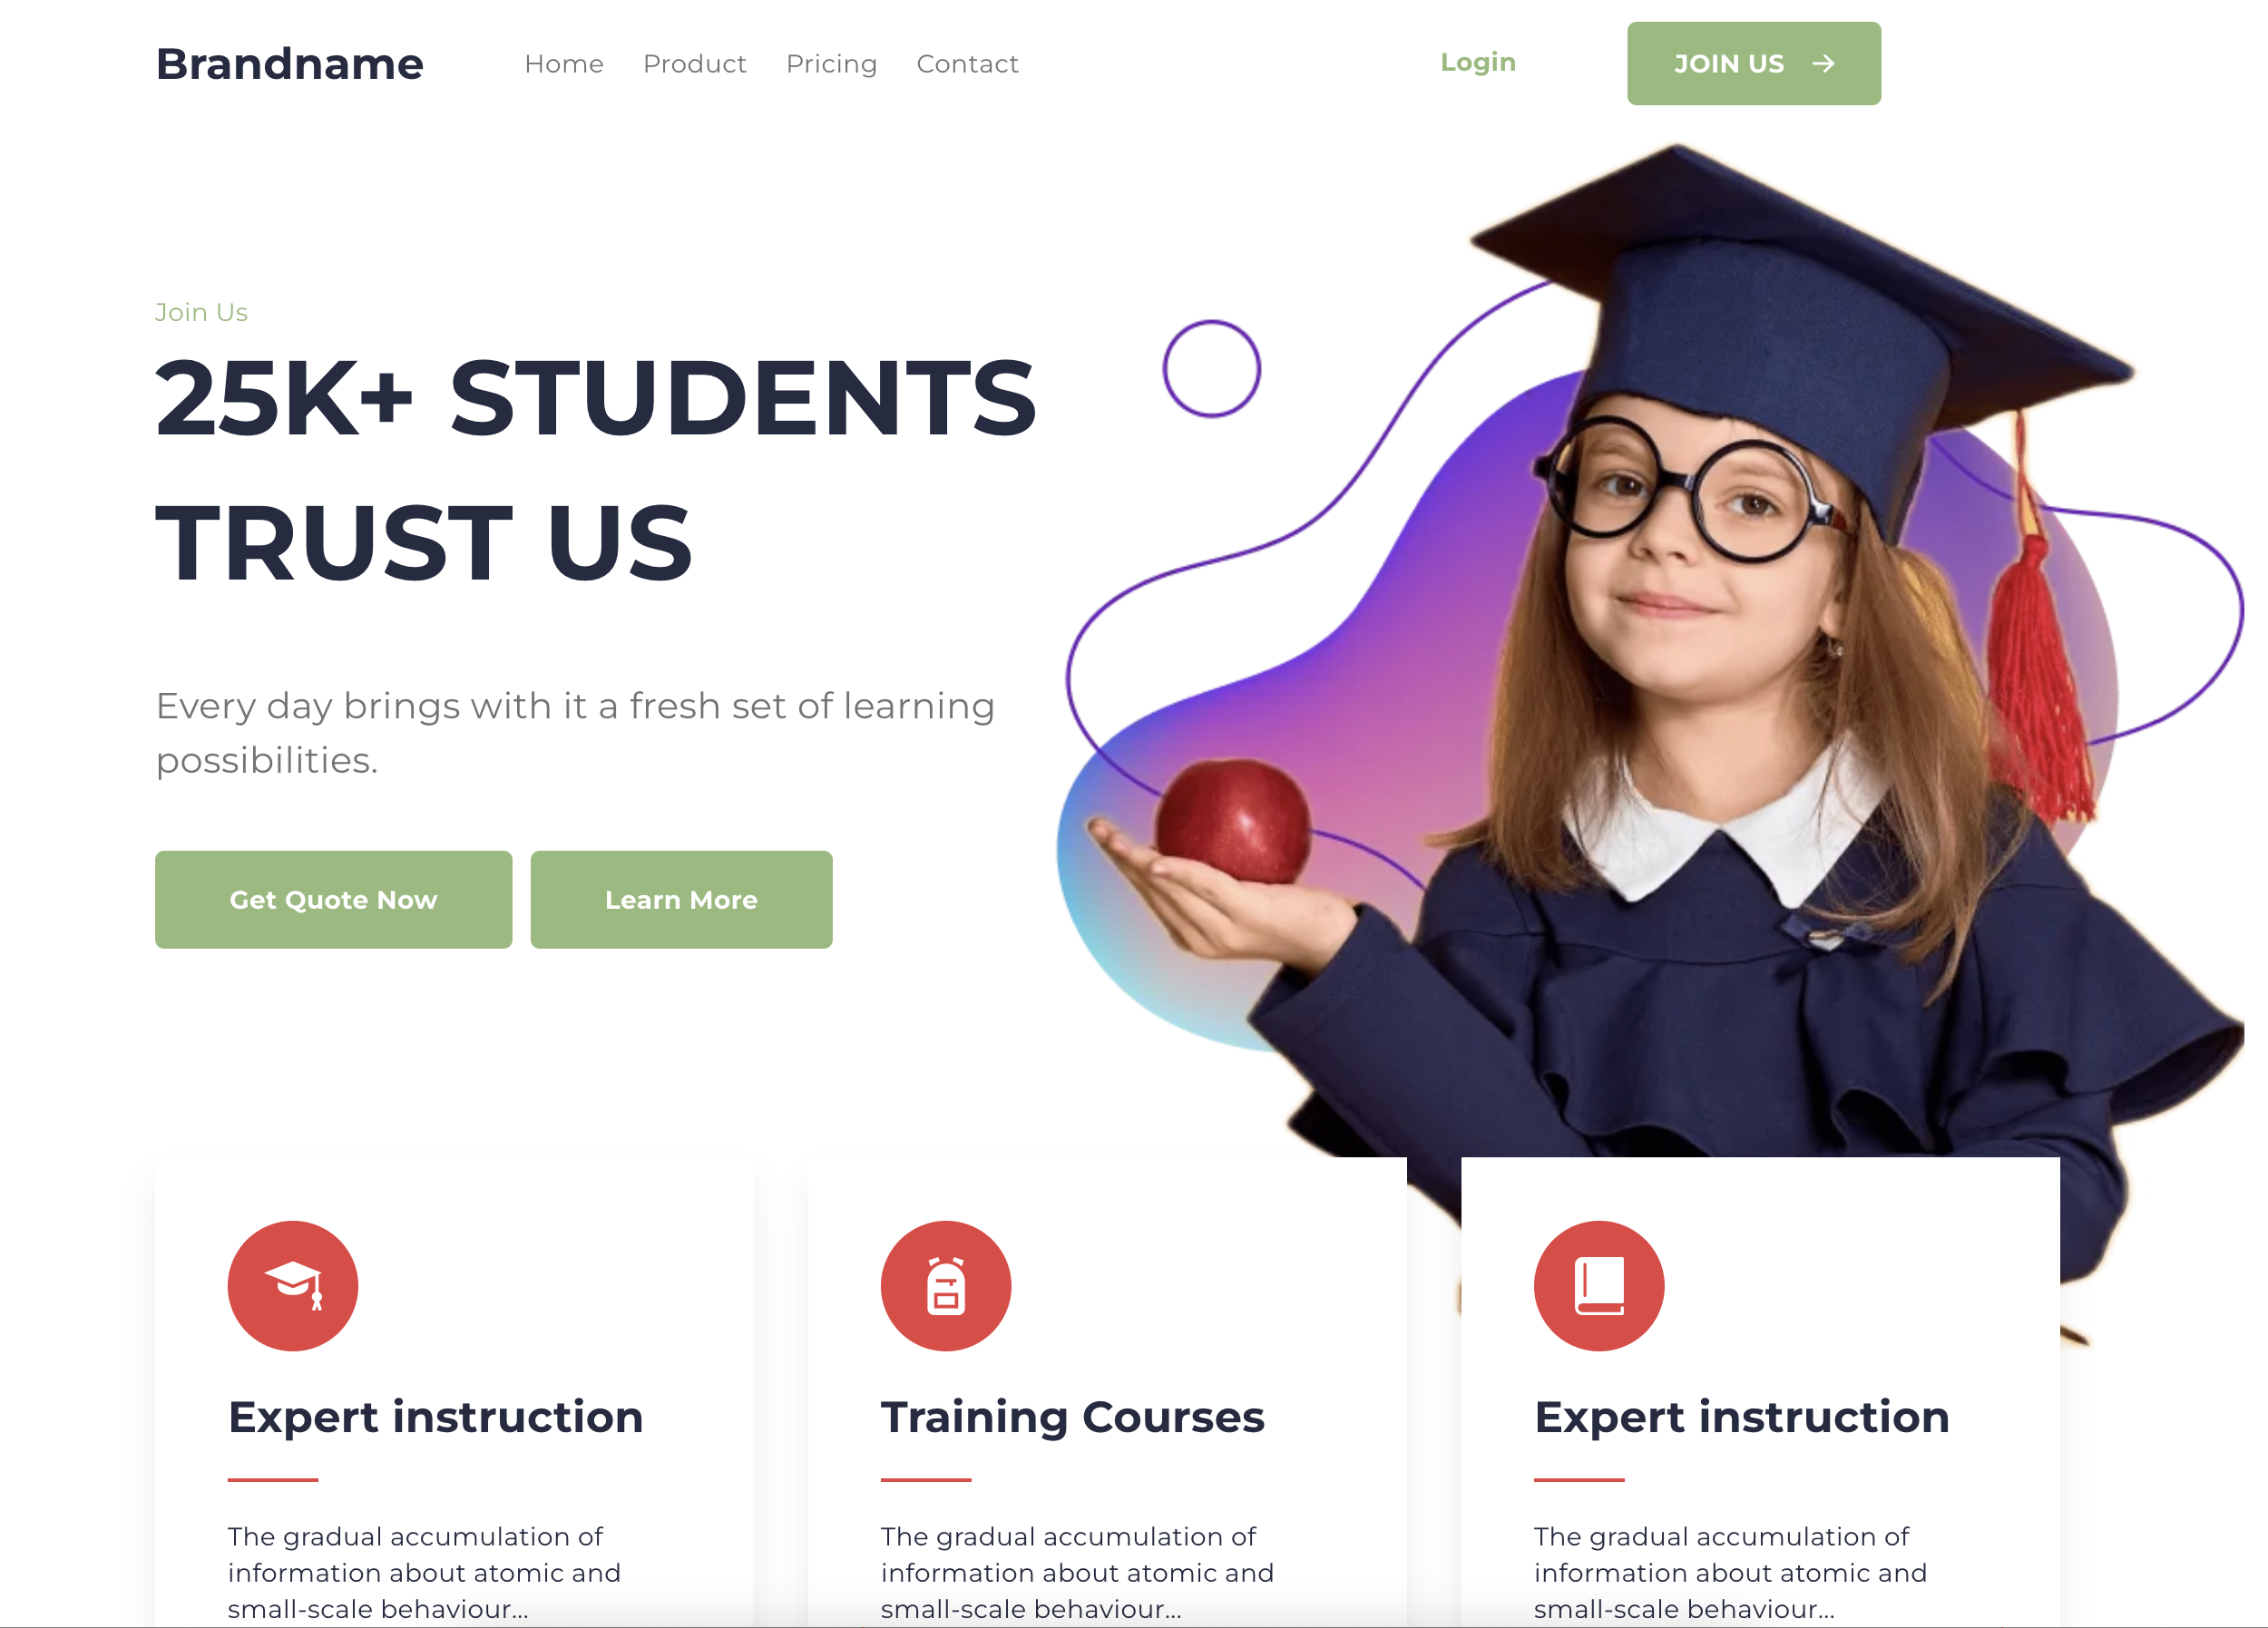 Brandname
Home
Product
Pricing
Contact
Login
JOIN US
Join Us
25K+ STUDENTS
TRUST US
Every day brings with it a fresh set of learning
possibilities.
Get Quote Now
Learn More
Expert instruction
The gradual accumulation of
information about atomic and
small-scale behaviour...
Training Courses
The gradual accumulation of
information about atomic and
small-scale behaviour...
Expert instruction
The gradual accumulation of
information about atomic and
small-scale behaviour...